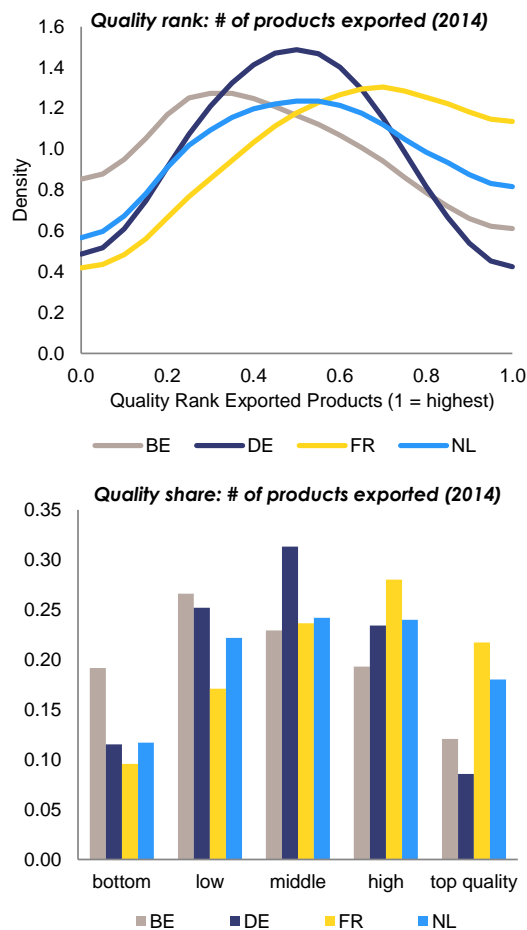 Quality rank: # of products exported (2014)
1.6
1.4
1.2
1.0
0.8
0.6
0.4
0.2
0.0
Density
0.0 0.2 0.4 0.6 0.8 1.0
Quality Rank Exported Products (1 = highest)
BE DE FR NL
Quality share: # of products exported (2014)
0.35
0.30
0.25
0.20
0.15
0.10
0.05
0.00
bottom low middle high top quality
BE DE FR NL